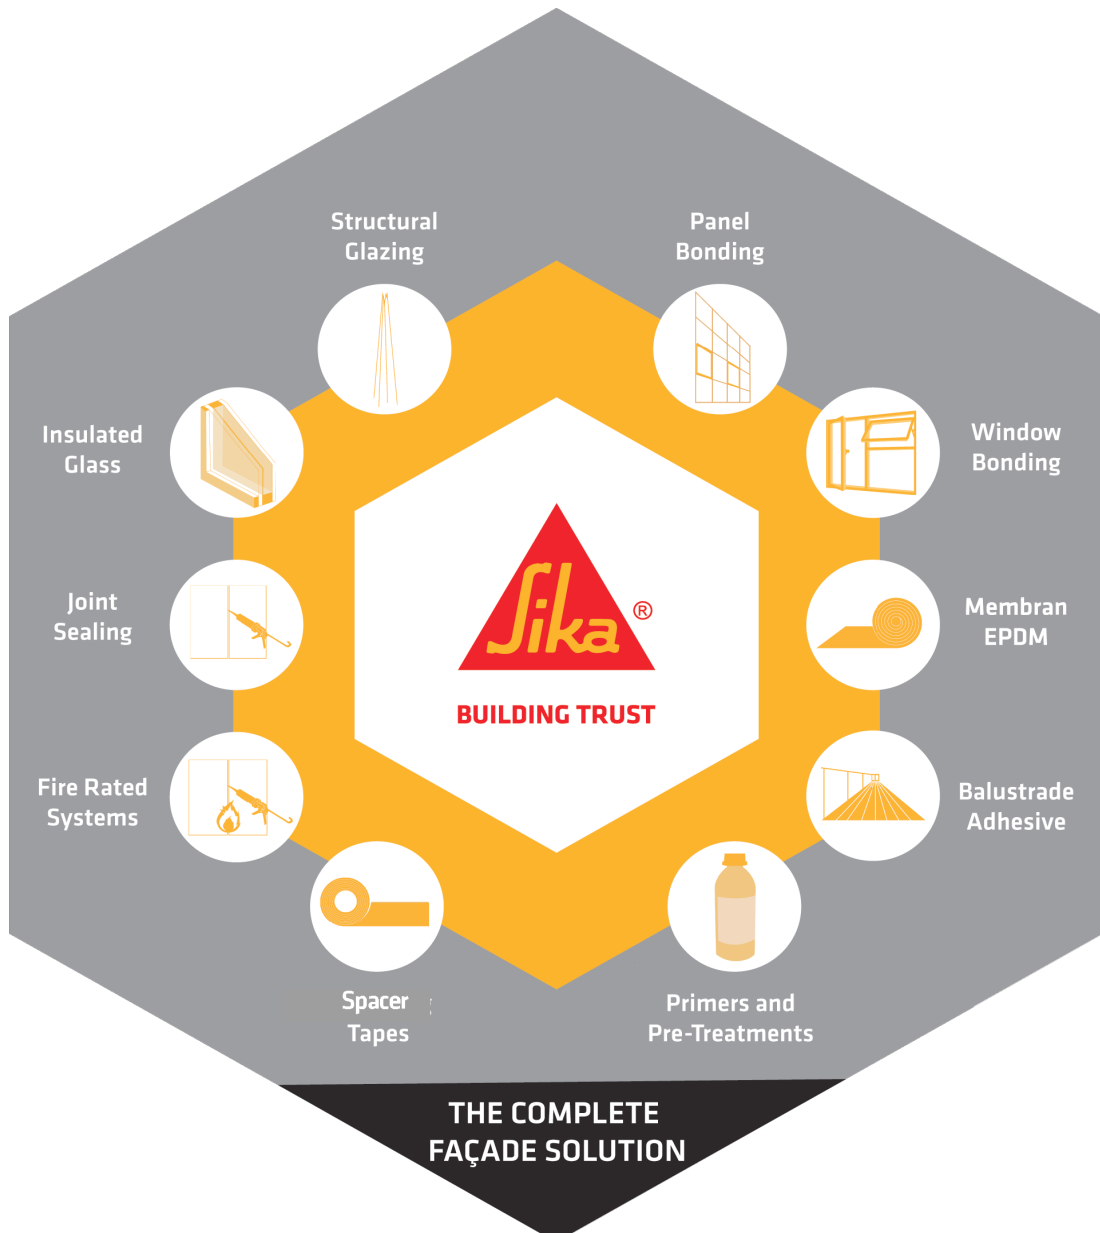 Structural
Glazing
Panel
Bonding
Insulated
Glass
Window
Bonding
Joint
Sealing
Membran
EPDM
Fire Rated
Systems
Balustrade
Adhesive
Spacer
Tapes
Primers and
Pre-Treatments
Sika®
BUILDING TRUST
THE COMPLETE
FAÇADE SOLUTION